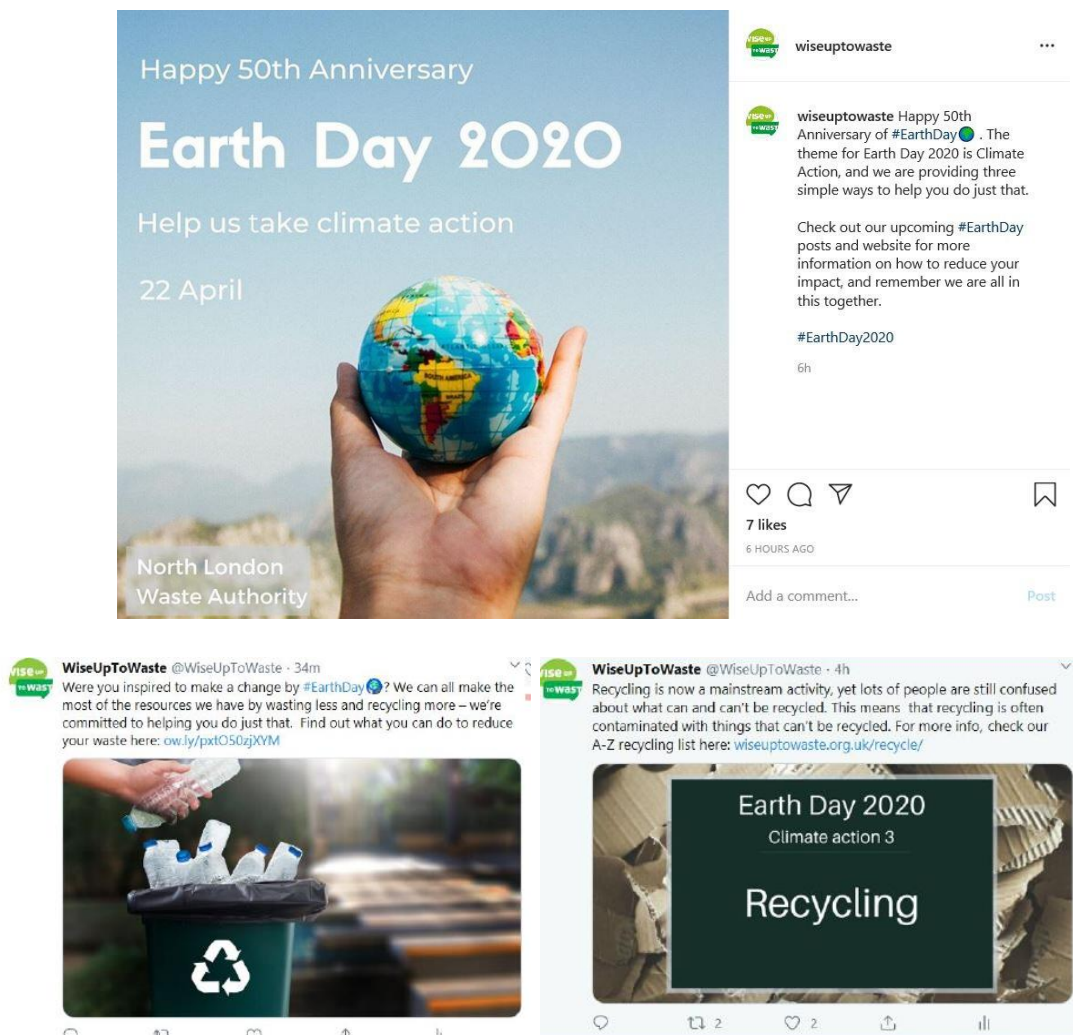 Happy 50th Anniversary
Earth Day 2020
Help us take climate action
22 April
SOUTH AMERICA
BRAZIL
North London
Waste Authority
wiseuptowaste
wiseuptowaste Happy 50th
Anniversary of #EarthDay . The
theme for Earth Day 2020 is Climate
Action, and we are providing three
simple ways to help you do just that.
Check out our upcoming #EarthDay
posts and website for more
information on how to reduce your
impact, and remember we are all in
this together.
#EarthDay2020
6h
7 likes
6 HOURS AGO
Add a comment... Post
WiseUpToWaste @WiseUpToWaste · 34m
Were you inspired to make a change by #EarthDay ? We can all make the
most of the resources we have by wasting less and recycling more – we're
committed to helping you do just that. Find out what you can do to reduce
your waste here: ow.ly/pxtO50zjXYM
WiseUpToWaste @WiseUpToWaste · 4h
Recycling is now a mainstream activity, yet lots of people are still confused
about what can and can't be recycled. This means that recycling is often
contaminated with things that can't be recycled. For more info, check our
A-Z recycling list here: wiseuptowaste.org.uk/recycle/
Earth Day 2020
Climate action 3
Recycling
2 2